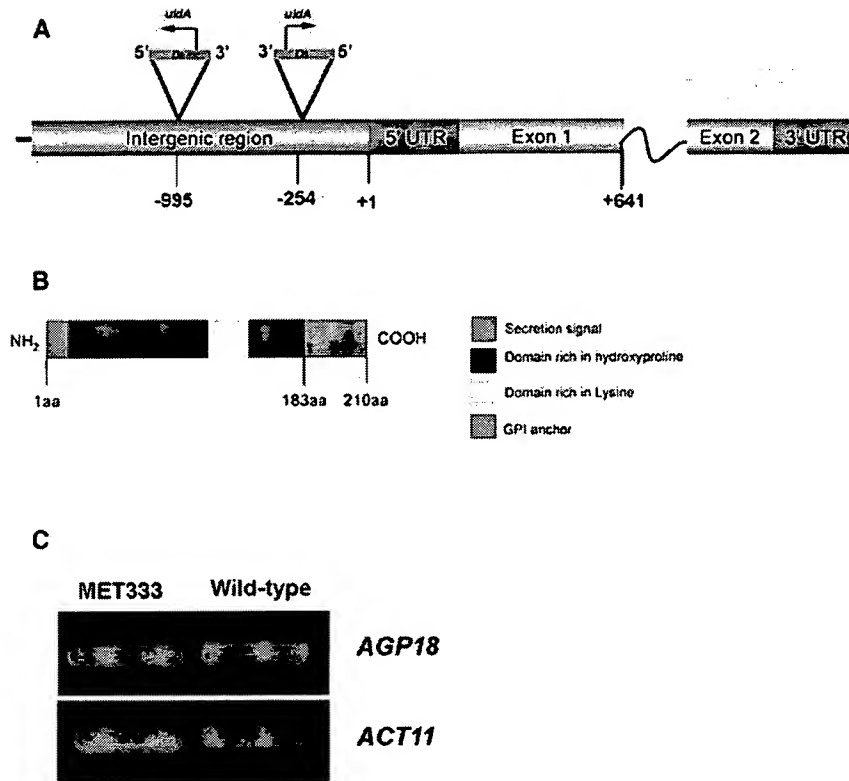 A
uidA
uidA
5' Ds 3'
3' Ds 5'
Intergenic region
5' UTR
Exon 1
Exon 2
3' UTR
-995
-254
+1
+641
B
NH2
COOH
1aa
183aa
210aa
Secretion signal
Domain rich in hydroxyproline
Domain rich in Lysine
GPI anchor
C
MET333
Wild-type
AGP18
ACT11